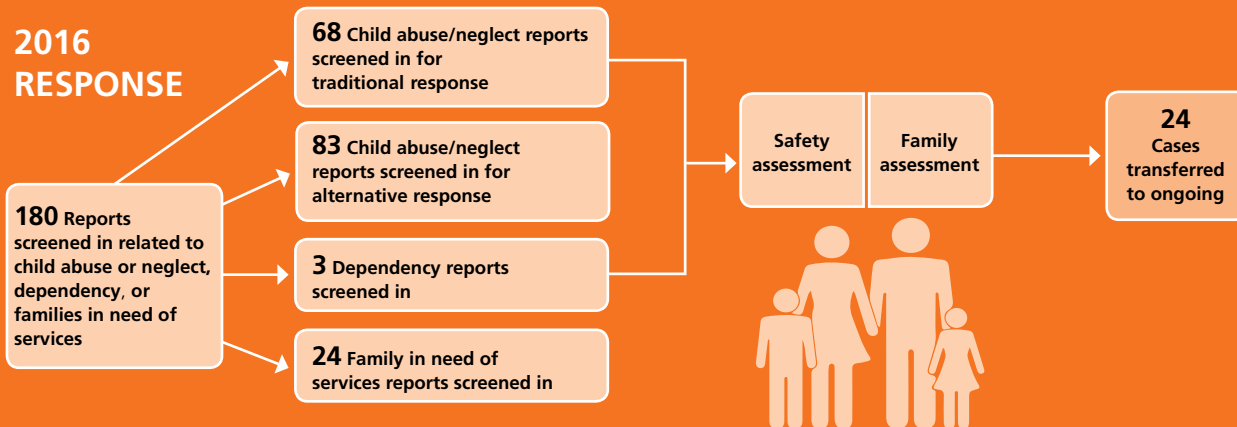 2016
RESPONSE
180 Reports
screened in related to
child abuse or neglect,
dependency, or
families in need of
services
68 Child abuse/neglect reports
screened in for
traditional response
83 Child abuse/neglect
reports screened in for
alternative response
3 Dependency reports
screened in
24 Family in need of
services reports screened in
Safety
assessment
Family
assessment
24
Cases
transferred
to ongoing